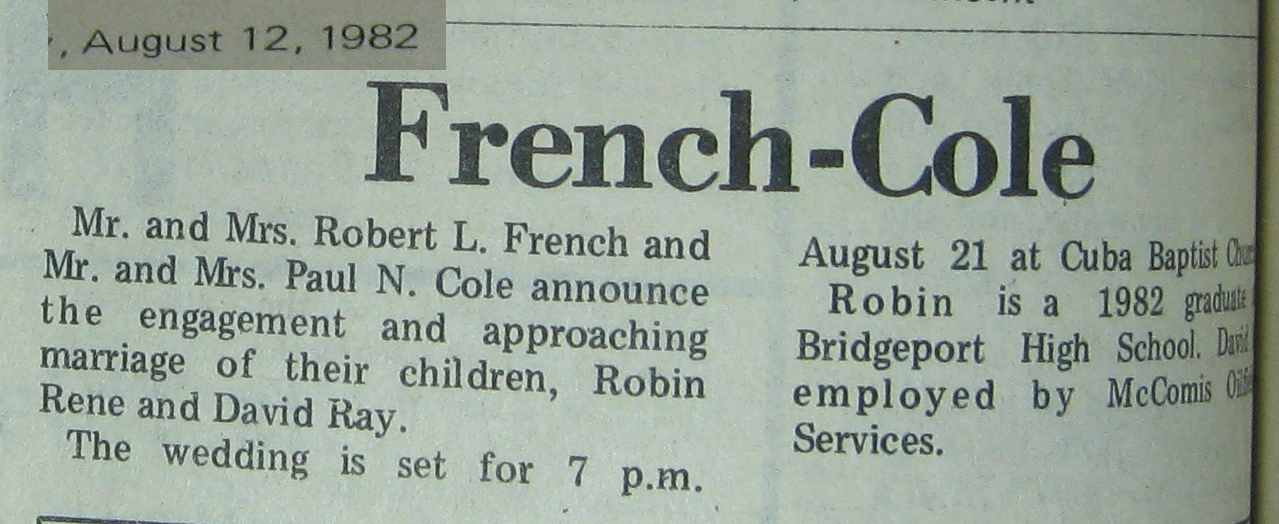 , August 12, 1982
French-Cole
Mr. and Mrs. Robert L. French and
Mr. and Mrs. Paul N. Cole announce
the engagement and approaching
marriage of their children, Robin
Rene and David Ray.
The wedding is set for 7 p.m.
August 21 at Cuba Baptist
Robin is a 1982 graduate
Bridgeport High School. David
employed by McComis
Services.